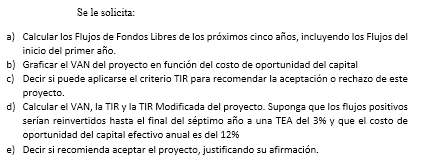 Se le solicita:
a) Calcular los Flujos de Fondos Libres de los próximos cinco años, incluyendo los Flujos del
inicio del primer año.
b) Graficar el VAN del proyecto en función del costo de oportunidad del capital
c) Decir si puede aplicarse el criterio TIR para recomendar la aceptación o rechazo de este
proyecto.
d) Calcular el VAN, la TIR y la TIR Modificada del proyecto. Suponga que los flujos positivos
serían reinvertidos hasta el final del séptimo año a una TEA del 3% y que el costo de
oportunidad del capital efectivo anual es del 12%
e) Decir si recomienda aceptar el proyecto, justificando su afirmación.